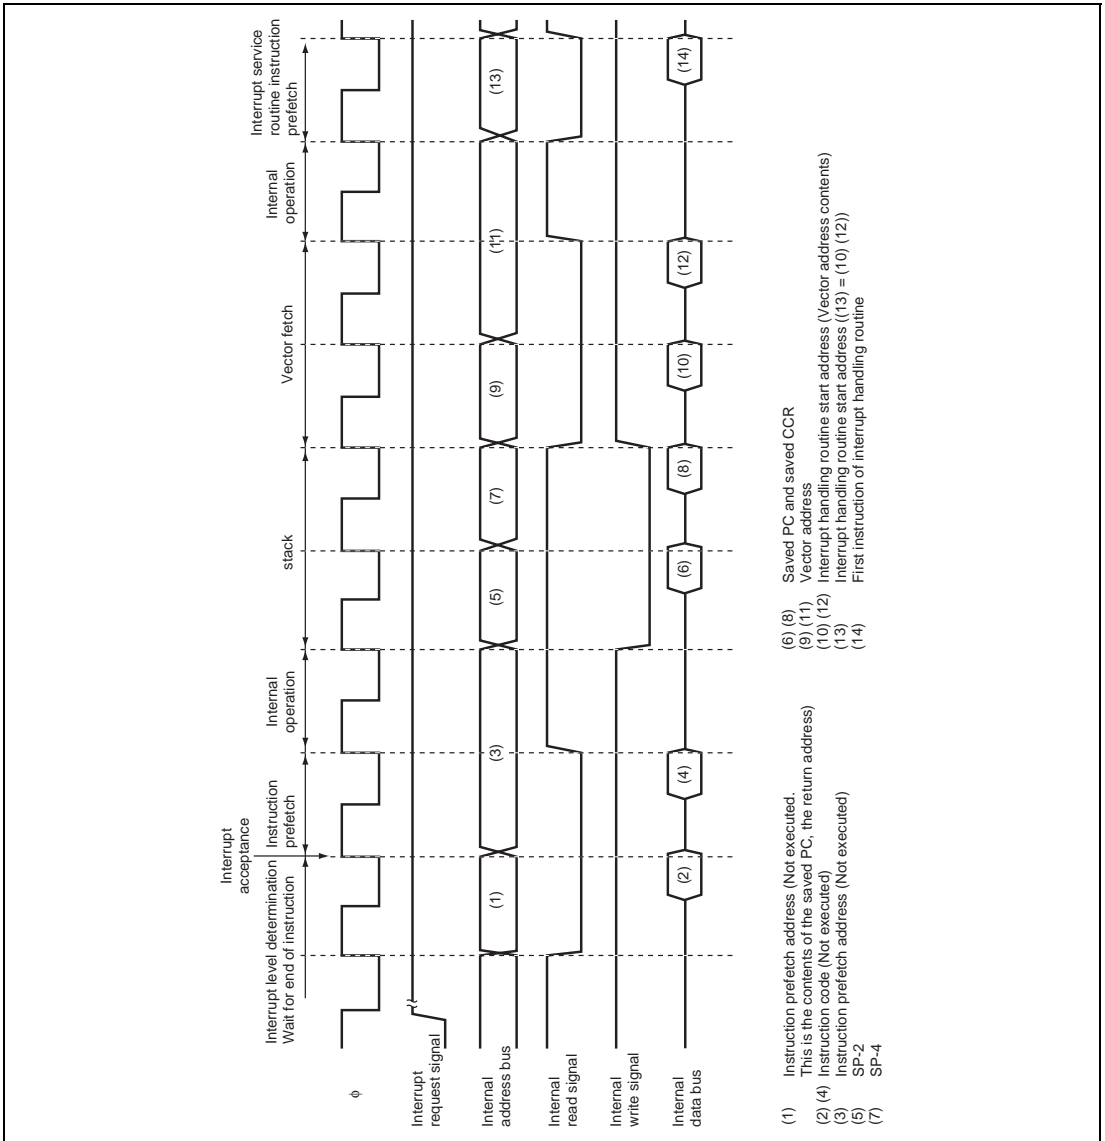 Interrupt
acceptance
Interrupt level determination
Wait for end of instruction
Instruction
prefetch
Internal
operation
stack
Vector fetch
Internal
operation
Interrupt service
routine instruction
prefetch
ϕ
Interrupt
request signal
Internal
address bus
(1)
(3)
(5)
(7)
(9)
(11)
(13)
Internal
read signal
Internal
write signal
Internal
data bus
(2)
(4)
(6)
(8)
(10)
(12)
(14)
(1) Instruction prefetch address (Not executed.
This is the contents of the saved PC, the return address)
(2) (4) Instruction code (Not executed)
(3) Instruction prefetch address (Not executed)
(5) SP-2
(7) SP-4
(6) (8) Saved PC and saved CCR
(9) (11) Vector address
(10) (12) Interrupt handling routine start address (Vector address contents)
(13) Interrupt handling routine start address ((13) = (10) (12))
(14) First instruction of interrupt handling routine